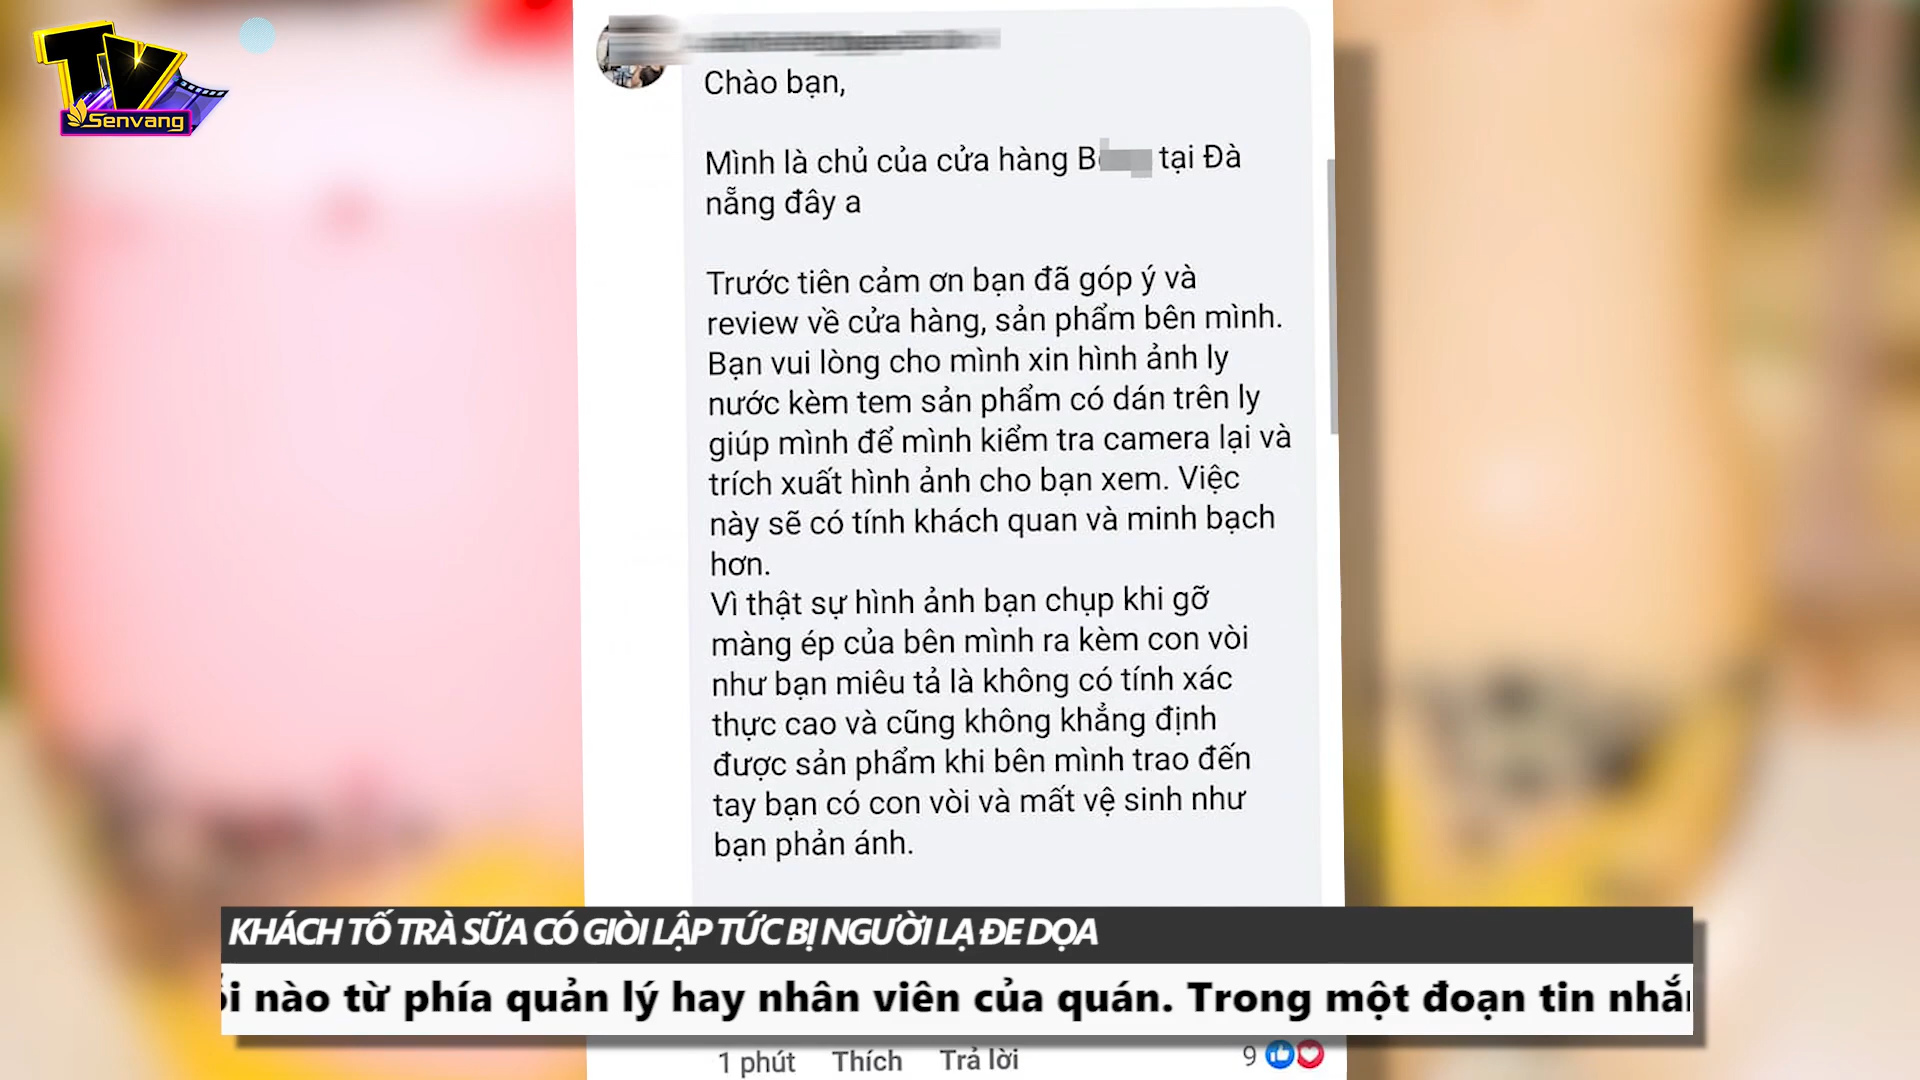 TV
Senvang
Chào bạn,
Mình là chủ của cửa hàng tại Đà
nẵng đây a
Trước tiên cảm ơn bạn đã góp ý và
review về cửa hàng, sản phẩm bên mình.
Bạn vui lòng cho mình xin hình ảnh ly
nước kèm tem sản phẩm có dán trên ly
giúp mình để mình kiểm tra camera lại và
trích xuất hình ảnh cho bạn xem. Việc
này sẽ có tính khách quan và minh bạch
hơn.
Vì thật sự hình ảnh bạn chụp khi gỡ
màng ép của bên mình ra kèm con vòi
như bạn miêu tả là không có tính xác
thực cao và cũng không khẳng định
được sản phẩm khi bên mình trao đến
tay bạn có con vòi và mất vệ sinh như
bạn phản ánh.
KHÁCH TỐ TRÀ SỮA CÓ GIÒI LẬP TỨC BỊ NGƯỜI LẠ ĐE DỌA
nào từ phía quản lý hay nhân viên của quán. Trong một đoạn tin
1 phút Thích Trả lời 9